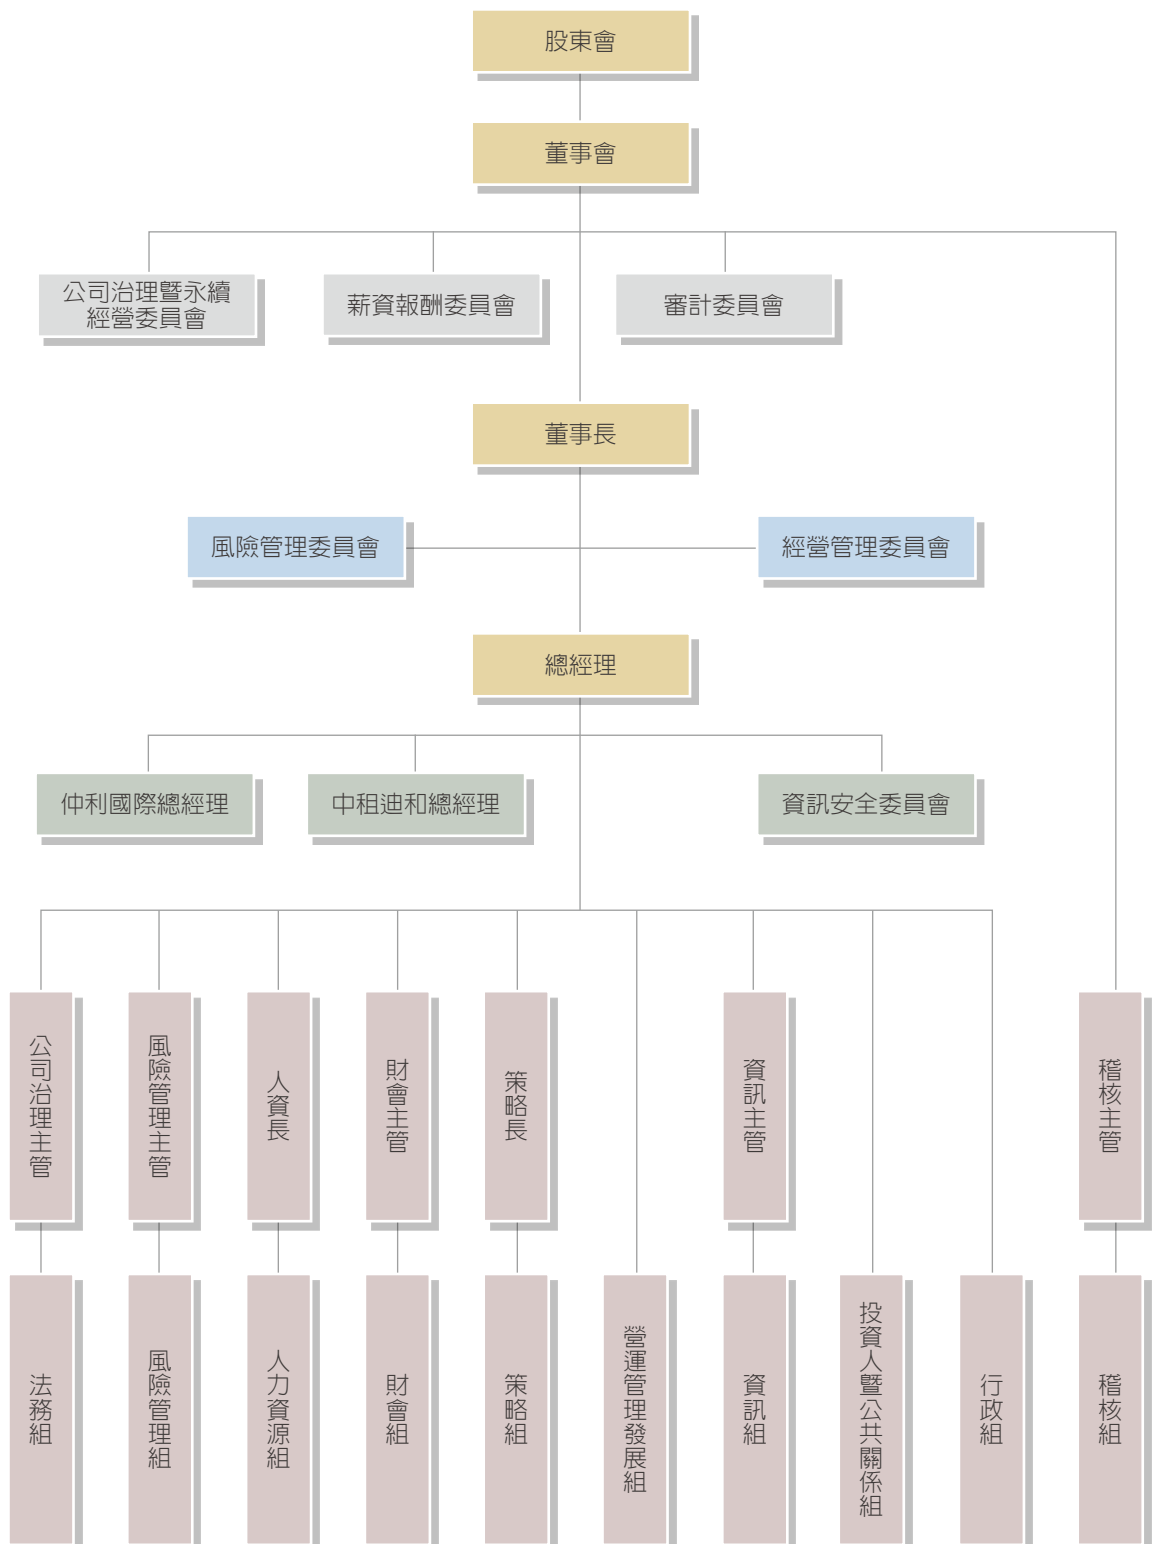 股東會
董事會
公司治理暨永續
經營委員會
薪資報酬委員會
審計委員會
董事長
風險管理委員會
經營管理委員會
總經理
仲利國際總經理
中租迪和總經理
資訊安全委員會
公司治理主管
風險管理主管
人資長
財會主管
策略長
資訊主管
稽核主管
法務組
風險管理組
人力資源組
財會組
策略組
營運管理發展組
資訊組
投資人暨公共關係組
行政組
稽核組